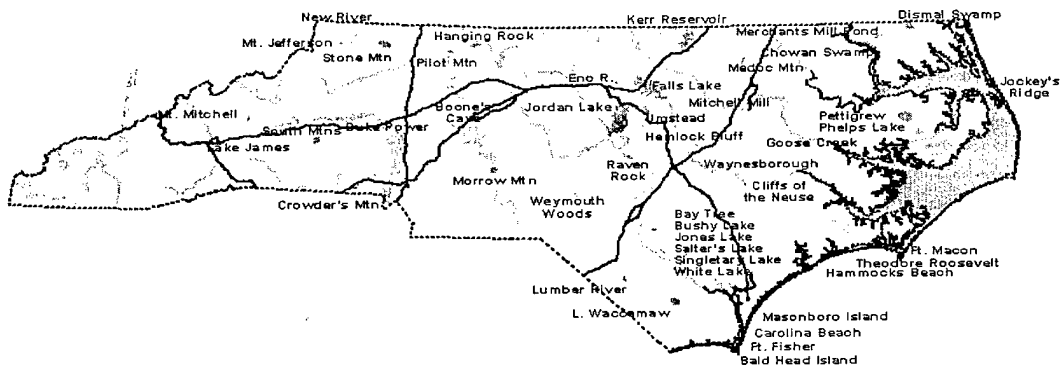 Dismal Swamp
New River
Kerr Reservoir
Merchants Mill Pond
Mt. Jefferson
Hanging Rock
Chowan Swamp
Stone Mtn
Pilot Mtn
Medoc Mtn
Eno R.
Falls Lake
Jockey's
Ridge
Mt. Mitchell
Boone's
Cave
Jordan Lake
Mitchell Mill
Umstead
Pettigrew
Phelps Lake
South Mtns
Duke Power
Lake James
Hemlock Bluff
Goose Creek
Raven
Rock
Waynesborough
Morrow Mtn
Cliffs of
the Neuse
Crowder's Mtn
Weymouth
Woods
Bay Tree
Bushy Lake
Jones Lake
Salter's Lake
Singletary Lake
White Lake
Ft. Macon
Theodore Roosevelt
Hammocks Beach
Lumber River
L. Waccamaw
Masonboro Island
Carolina Beach
Ft. Fisher
Bald Head Island